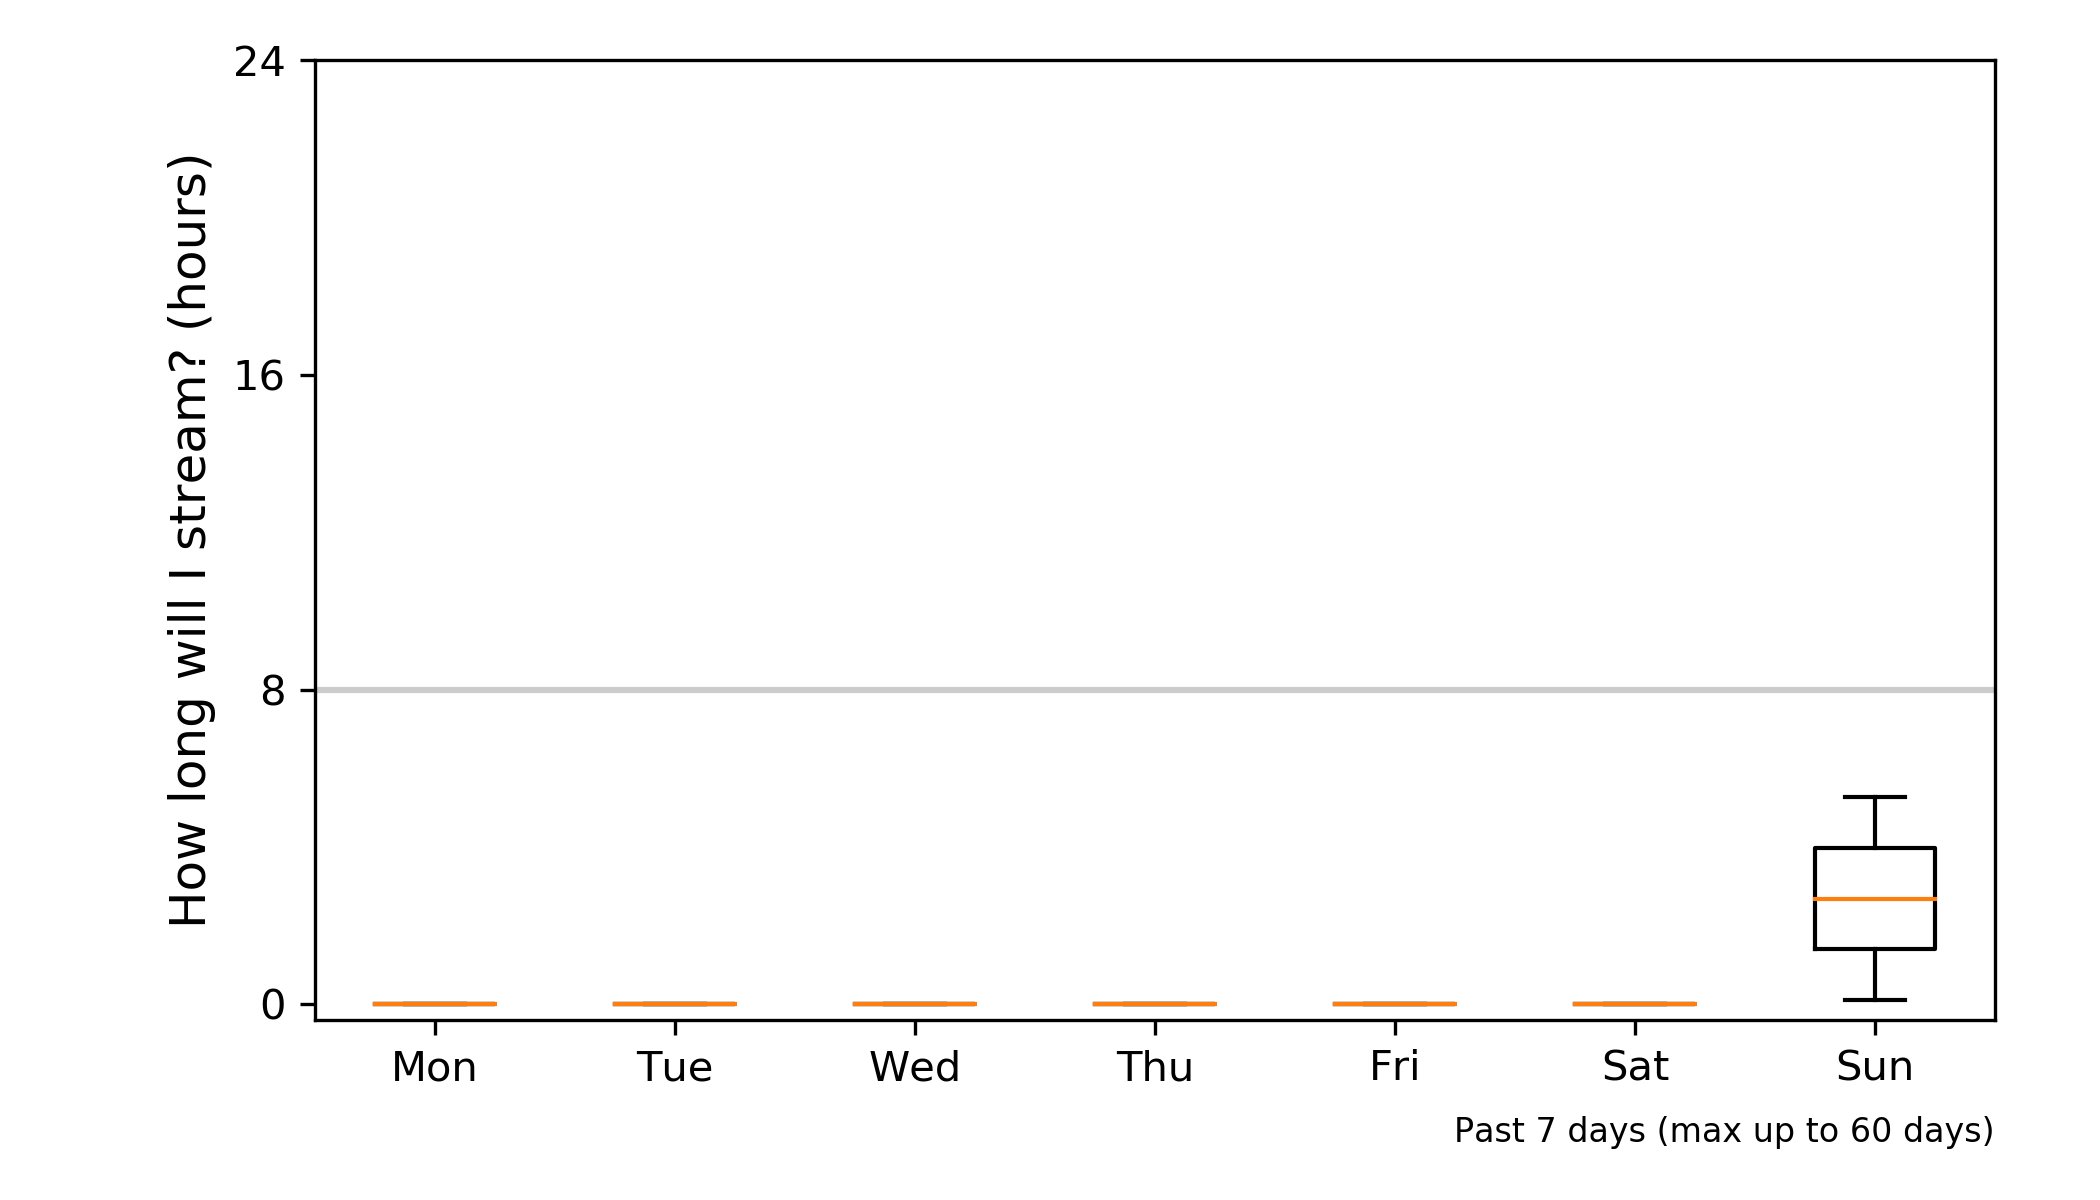 How long will I stream? (hours)
24
16
8
0
Mon Tue Wed Thu Fri Sat Sun
Past 7 days (max up to 60 days)